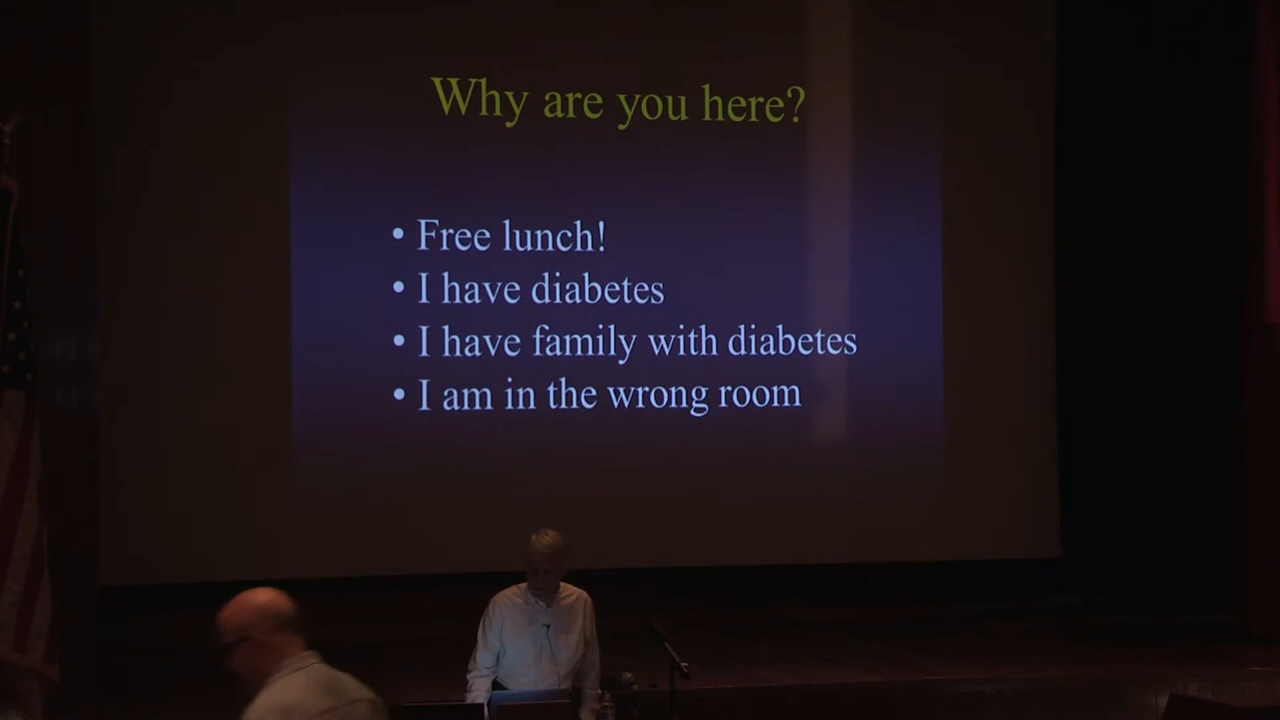 Why are you here?
• Free lunch!
• I have diabetes
• I have family with diabetes
• I am in the wrong room